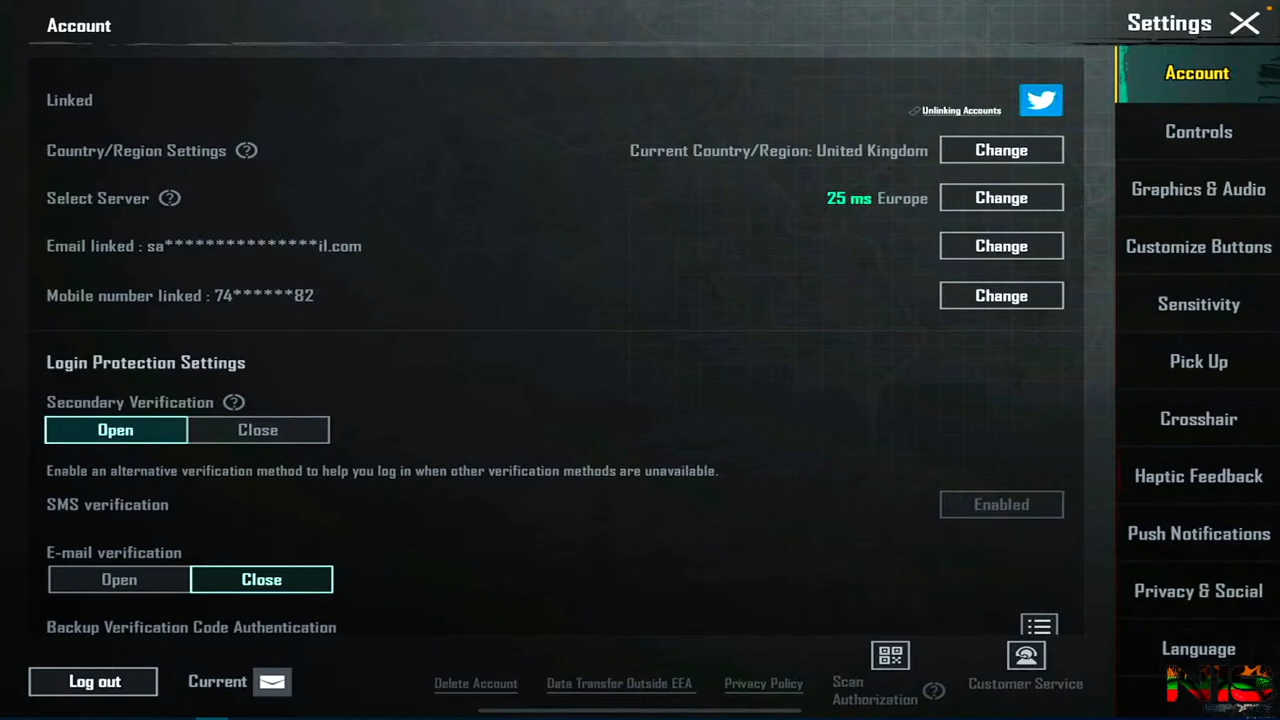 Account
Settings
Linked
Unlinking Accounts
Country/Region Settings
Current Country/Region: United Kingdom
Change
Select Server
25 ms Europe
Change
Email linked : sa***************il.com
Change
Mobile number linked : 74******82
Change
Login Protection Settings
Secondary Verification
Open
Close
Enable an alternative verification method to help you log in when other verification methods are unavailable.
SMS verification
Enabled
E-mail verification
Open
Close
Backup Verification Code Authentication
Log out
Current
Delete Account
Data Transfer Outside EEA
Privacy Policy
Scan
Authorization
Customer Service
Account
Controls
Graphics & Audio
Customize Buttons
Sensitivity
Pick Up
Crosshair
Haptic Feedback
Push Notifications
Privacy & Social
Language